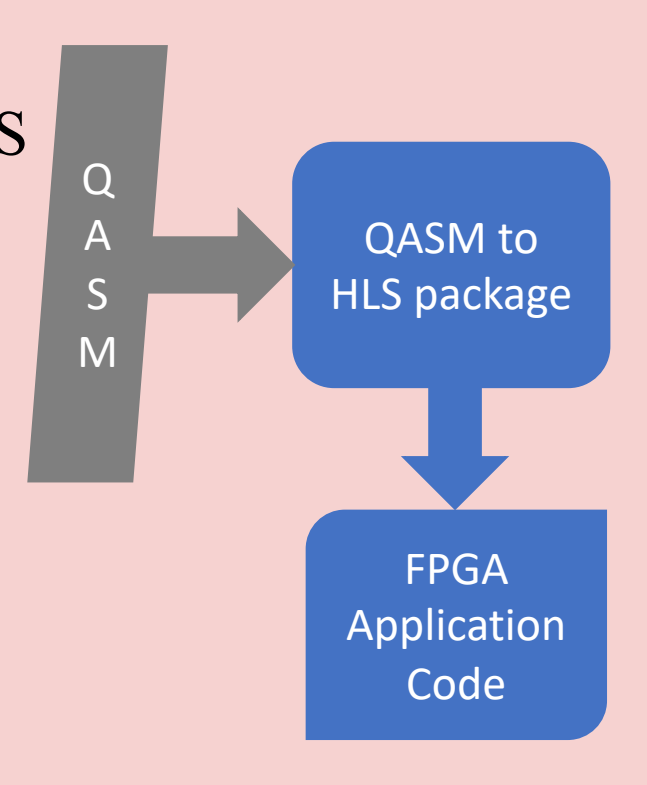 S
Q
A
S
M
QASM to
HLS package
FPGA
Application
Code